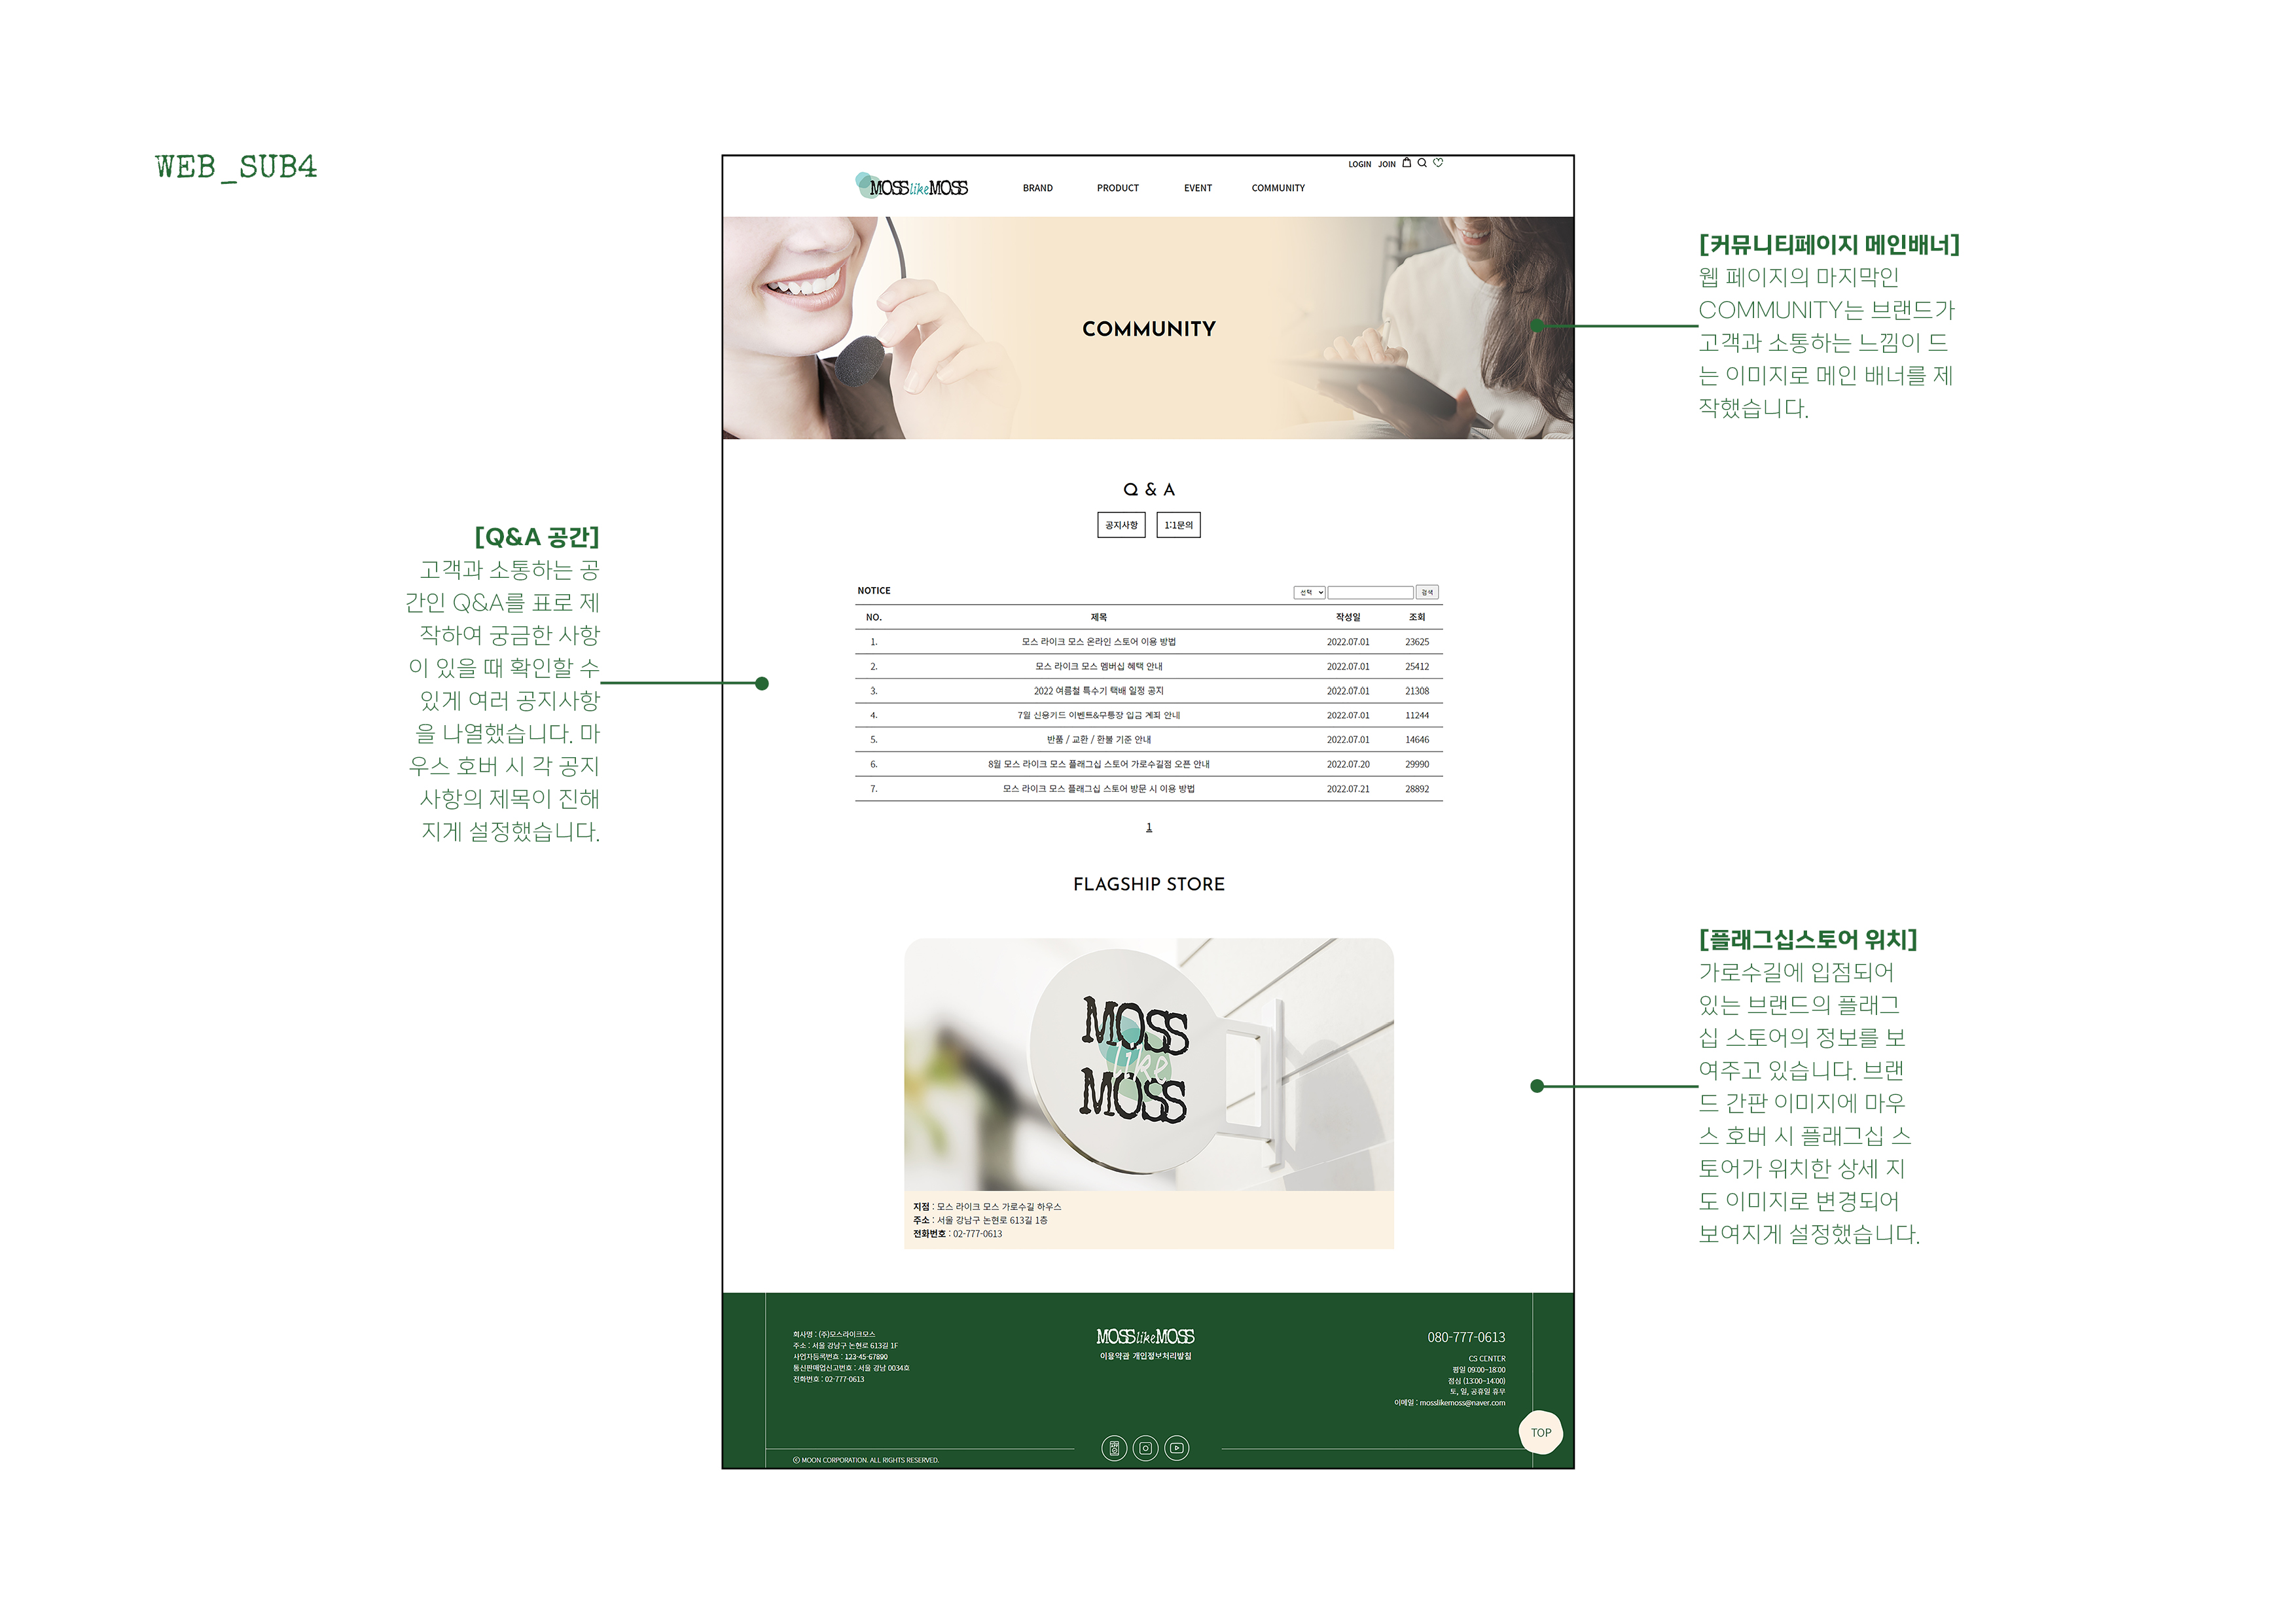 WEB_SUB4
LOGIN JOIN
MOSSlikeMOSS
BRAND PRODUCT EVENT COMMUNITY
COMMUNITY
[커뮤니티페이지 메인배너]
웹 페이지의 마지막인
COMMUNITY는 브랜드가
고객과 소통하는 느낌이 드
는 이미지로 메인 배너를 제
작했습니다.
Q & A
공지사항 1:1문의
[Q&A 공간]
고객과 소통하는 공
간인 Q&A를 표로 제
작하여 궁금한 사항
이 있을 때 확인할 수
있게 여러 공지사항
을 나열했습니다. 마
우스 호버 시 각 공지
사항의 제목이 진해
지게 설정했습니다.
NOTICE 선택 검색
NO. 제목 작성일 조회
1. 모스 라이크 모스 온라인 스토어 이용 방법 2022.07.01 23625
2. 모스 라이크 모스 멤버십 혜택 안내 2022.07.01 25412
3. 2022 여름철 특수기 택배 일정 공지 2022.07.01 21308
4. 7월 신용카드 이벤트&무통장 입금 계좌 안내 2022.07.01 11244
5. 반품 / 교환 / 환불 기준 안내 2022.07.01 14646
6. 8월 모스 라이크 모스 플래그십 스토어 가로수길점 오픈 안내 2022.07.20 29990
7. 모스 라이크 모스 플래그십 스토어 방문 시 이용 방법 2022.07.21 28892
1
FLAGSHIP STORE
MOSS
like
MOSS
지점 : 모스 라이크 모스 가로수길 하우스
주소 : 서울 강남구 논현로 613길 1층
전화번호 : 02-777-0613
[플래그십스토어 위치]
가로수길에 입점되어
있는 브랜드의 플래그
십 스토어의 정보를 보
여주고 있습니다. 브랜
드 간판 이미지에 마우
스 호버 시 플래그십 스
토어가 위치한 상세 지
도 이미지로 변경되어
보여지게 설정했습니다.
회사명 : (주)모스라이크모스
주소 : 서울 강남구 논현로 613길 1F
사업자등록번호 : 123-45-67890
통신판매업신고번호 : 서울 강남 0034호
전화번호 : 02-777-0613
MOSSlikeMOSS
이용약관 개인정보처리방침
080-777-0613
CS CENTER
평일 09:00~18:00
점심 (13:00~14:00)
토, 일, 공휴일 휴무
이메일 : mosslikemoss@naver.com
TOP
ⓒ MOON CORPORATION. ALL RIGHTS RESERVED.